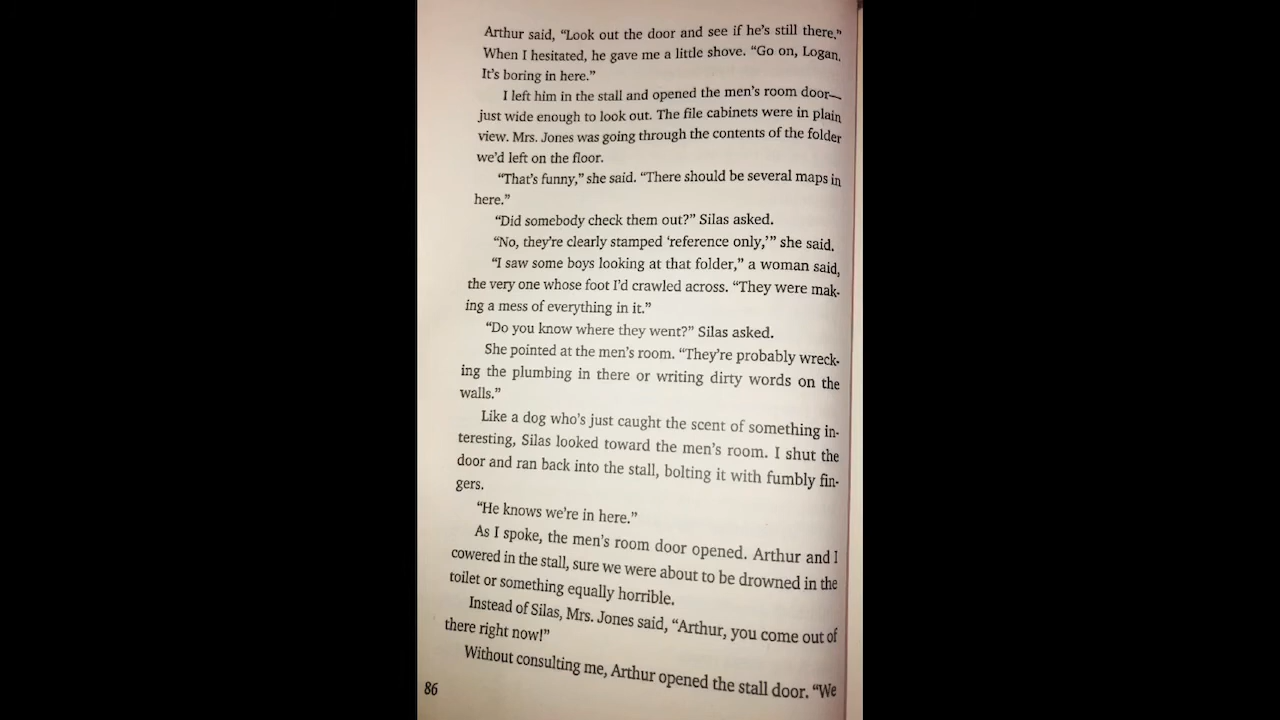 Arthur said, “Look out the door and see if he’s still there.”
When I hesitated, he gave me a little shove. “Go on, Logan.
It’s boring in here.”
I left him in the stall and opened the men’s room door—
just wide enough to look out. The file cabinets were in plain
view. Mrs. Jones was going through the contents of the folder
we’d left on the floor.
“That’s funny,” she said. “There should be several maps in
here.”
“Did somebody check them out?” Silas asked.
“No, they’re clearly stamped ‘reference only,’” she said.
“I saw some boys looking at that folder,” a woman said,
the very one whose foot I’d crawled across. “They were mak-
ing a mess of everything in it.”
“Do you know where they went?” Silas asked.
She pointed at the men’s room. “They’re probably wreck-
ing the plumbing in there or writing dirty words on the
walls.”
Like a dog who’s just caught the scent of something in-
teresting, Silas looked toward the men’s room. I shut the
door and ran back into the stall, bolting it with fumbly fin-
gers.
“He knows we’re in here.”
As I spoke, the men’s room door opened. Arthur and I
cowered in the stall, sure we were about to be drowned in the
toilet or something equally horrible.
Instead of Silas, Mrs. Jones said, “Arthur, you come out of
there right now!”
Without consulting me, Arthur opened the stall door. “We
86